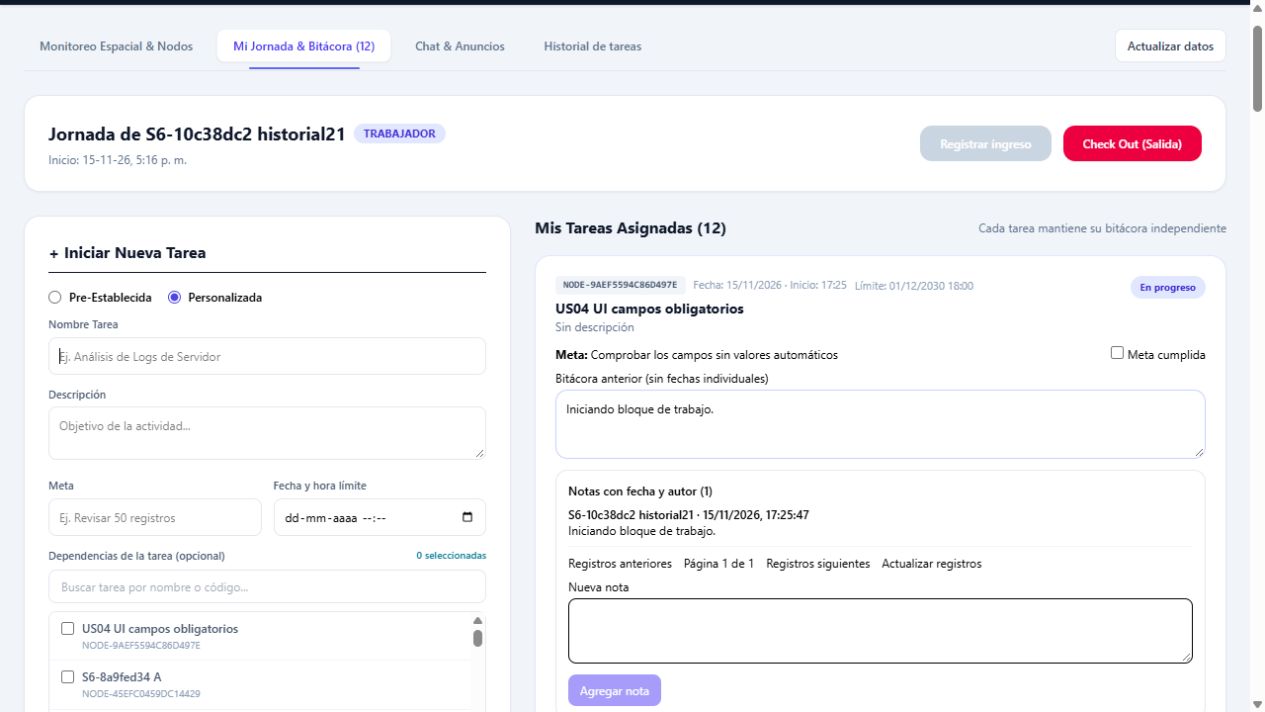 Monitoreo Espacial & Nodos
Mi Jornada & Bitácora (12)
Chat & Anuncios
Historial de tareas
Actualizar datos
Jornada de S6-10c38dc2 historial21 TRABAJADOR
Inicio: 15-11-26, 5:16 p. m.
Registrar ingreso
Check Out (Salida)
+ Iniciar Nueva Tarea
Pre-Establecida
Personalizada
Nombre Tarea
Ej. Análisis de Logs de Servidor
Descripción
Objetivo de la actividad...
Meta
Fecha y hora límite
Ej. Revisar 50 registros
dd-mm-aaaa --:--
Dependencias de la tarea (opcional)
0 seleccionadas
Buscar tarea por nombre o código...
US04 UI campos obligatorios
NODE-9AEF5594C86D497E
S6-8a9fed34 A
NODE-45EFC0459DC14429
Mis Tareas Asignadas (12)
Cada tarea mantiene su bitácora independiente
NODE-9AEF5594C86D497E Fecha: 15/11/2026 · Inicio: 17:25 Límite: 01/12/2030 18:00
En progreso
US04 UI campos obligatorios
Sin descripción
Meta: Comprobar los campos sin valores automáticos
Meta cumplida
Bitácora anterior (sin fechas individuales)
Iniciando bloque de trabajo.
Notas con fecha y autor (1)
S6-10c38dc2 historial21 · 15/11/2026, 17:25:47
Iniciando bloque de trabajo.
Registros anteriores Página 1 de 1 Registros siguientes Actualizar registros
Nueva nota
Agregar nota